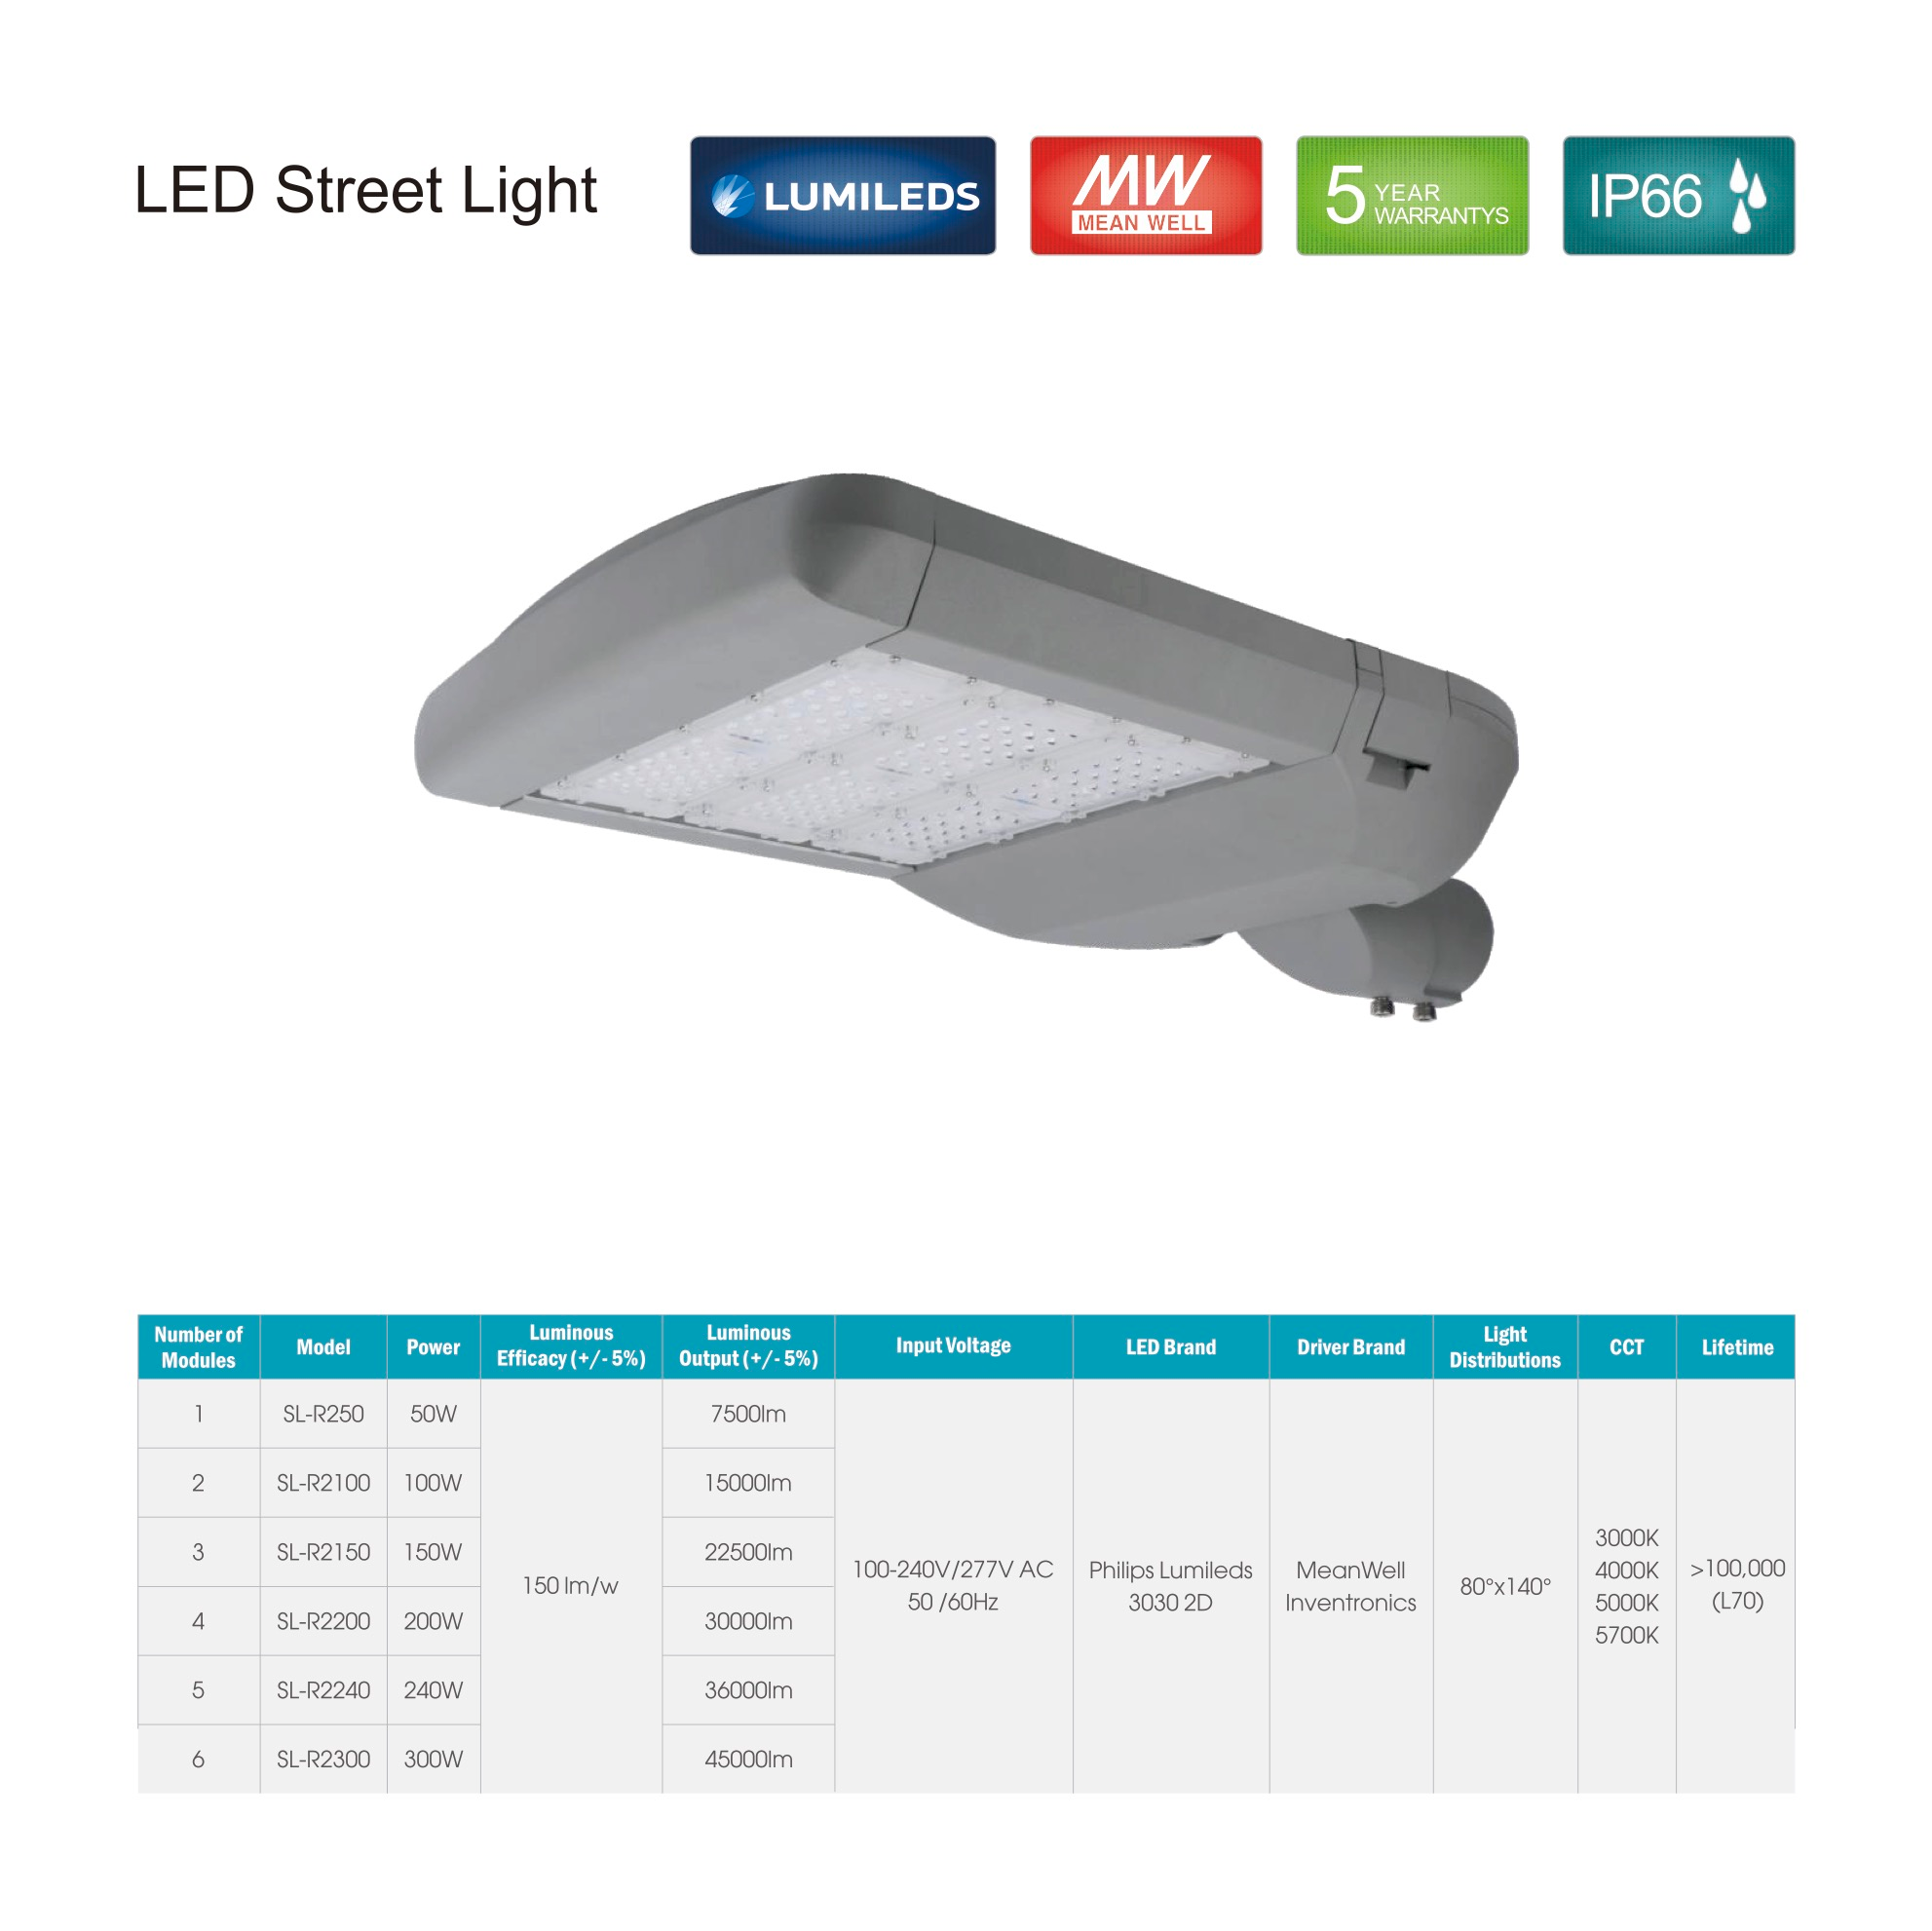 LED Street Light
LUMILEDS
MW
MEAN WELL
5 YEAR
WARRANTYS
IP66
Number of
Modules
Model
Power
Luminous
Efficacy (+/- 5%)
Luminous
Output (+/- 5%)
Input Voltage
LED Brand
Driver Brand
Light
Distributions
CCT
Lifetime
1 SL-R250 50W 7500lm
2 SL-R2100 100W 15000lm
3 SL-R2150 150W 22500lm
4 SL-R2200 200W 30000lm
5 SL-R2240 240W 36000lm
6 SL-R2300 300W 45000lm
150 lm/w
100-240V/277V AC
50 /60Hz
Philips Lumileds
3030 2D
MeanWell
Inventronics
80°x140°
3000K
4000K
5000K
5700K
>100,000
(L70)